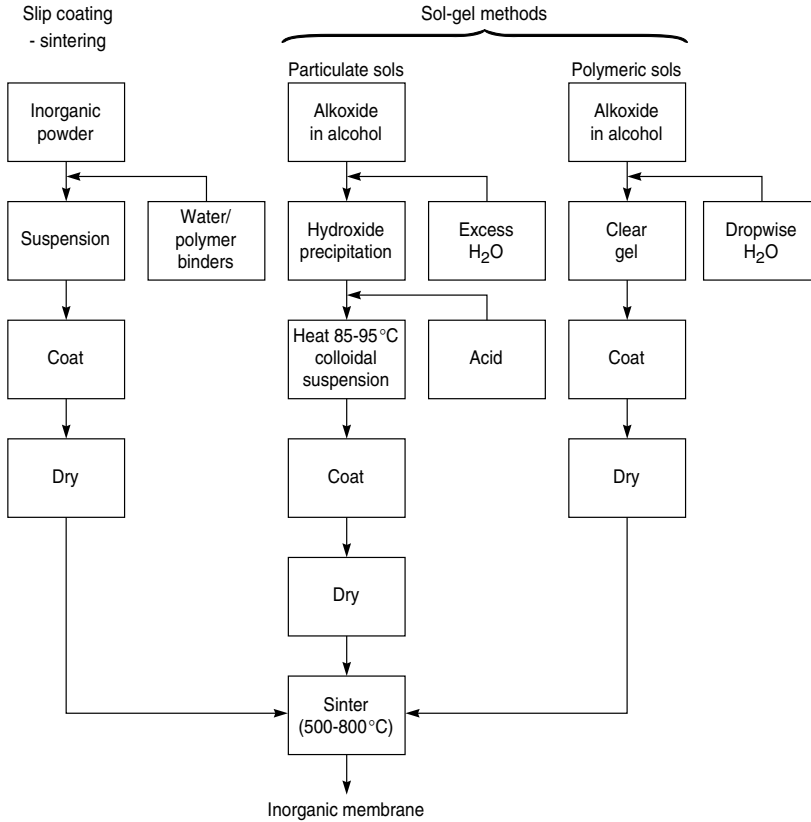 Slip coating
- sintering
Sol-gel methods
Particulate sols
Polymeric sols
Inorganic
powder
Alkoxide
in alcohol
Alkoxide
in alcohol
Suspension
Water/
polymer
binders
Hydroxide
precipitation
Excess
H₂O
Clear
gel
Dropwise
H₂O
Coat
Heat 85-95°C
colloidal
suspension
Acid
Coat
Dry
Coat
Dry
Dry
Sinter
(500-800°C)
Inorganic membrane